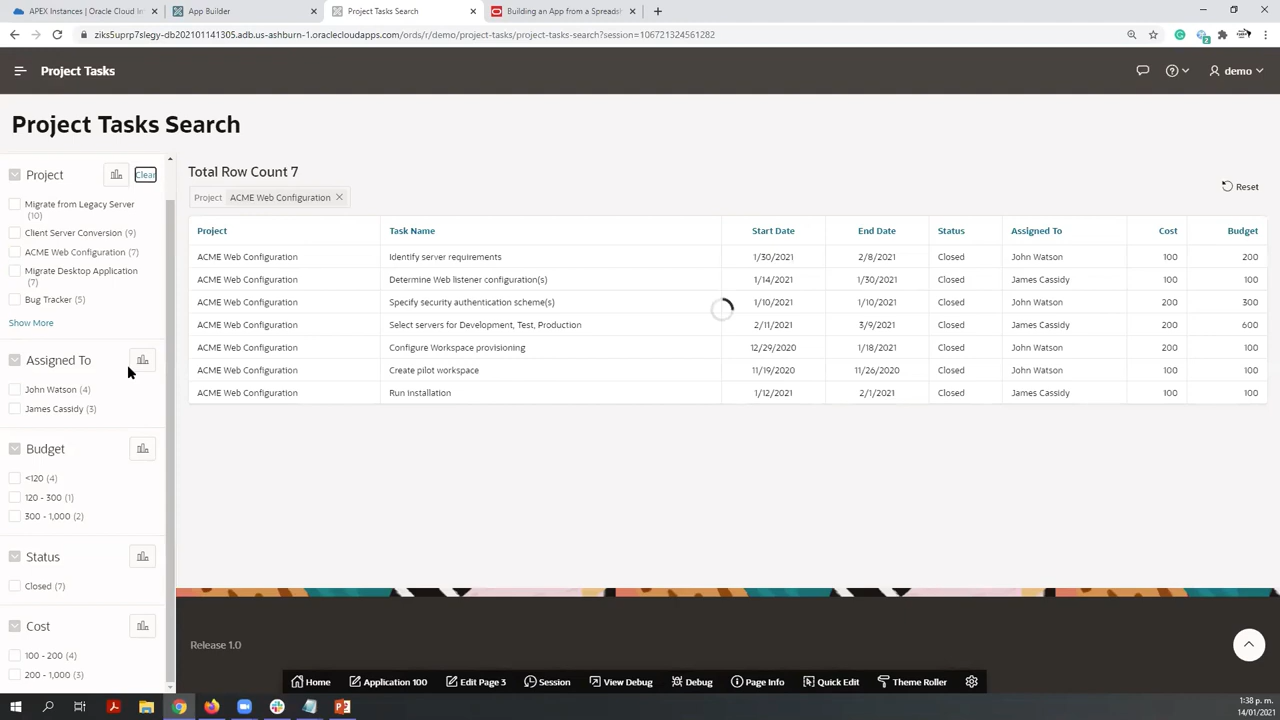 APEX Instances | Oracle Cloud In
App Builder
Project Tasks Search
Building an App from a Spreadsh
ziks5uprp7slegy-db202101141305.adb.us-ashburn-1.oraclecloudapps.com/ords/r/demo/project-tasks/project-tasks-search?session=106721324561282
Project Tasks
demo
Project Tasks Search
Project
Clear
Migrate from Legacy Server
(10)
Client Server Conversion (9)
ACME Web Configuration (7)
Migrate Desktop Application
(7)
Bug Tracker (5)
Show More
Assigned To
John Watson (4)
James Cassidy (3)
Budget
<120 (4)
120 - 300 (1)
300 - 1,000 (2)
Status
Closed (7)
Cost
100 - 200 (4)
200 - 1,000 (3)
Total Row Count 7
Project ACME Web Configuration
Reset
Project Task Name Start Date End Date Status Assigned To Cost Budget
ACME Web Configuration Identify server requirements 1/30/2021 2/8/2021 Closed John Watson 100 200
ACME Web Configuration Determine Web listener configuration(s) 1/14/2021 1/30/2021 Closed James Cassidy 100 100
ACME Web Configuration Specify security authentication scheme(s) 1/10/2021 1/10/2021 Closed John Watson 200 300
ACME Web Configuration Select servers for Development, Test, Production 2/11/2021 3/9/2021 Closed James Cassidy 200 600
ACME Web Configuration Configure Workspace provisioning 12/29/2020 1/18/2021 Closed John Watson 200 100
ACME Web Configuration Create pilot workspace 11/19/2020 11/26/2020 Closed John Watson 100 100
ACME Web Configuration Run installation 1/12/2021 2/1/2021 Closed James Cassidy 100 100
Release 1.0
Home Application 100 Edit Page 3 Session View Debug Debug Page Info Quick Edit Theme Roller
1:38 p. m.
14/01/2021